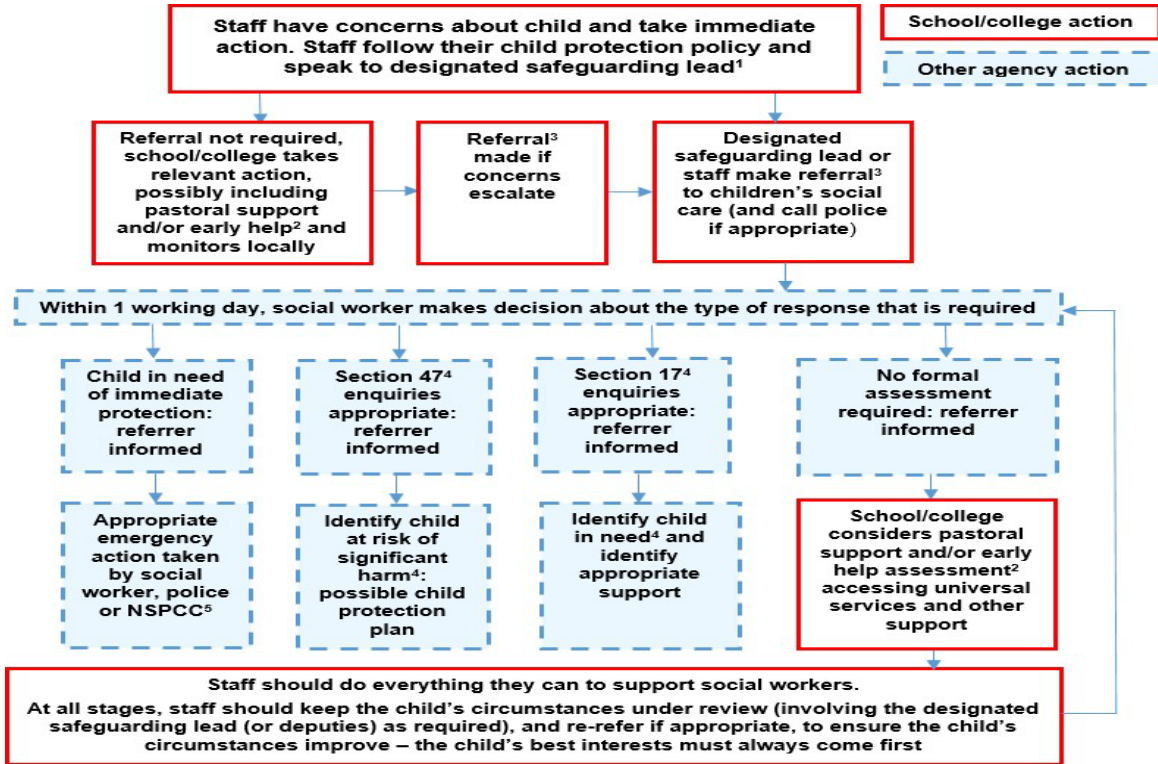 Staff have concerns about child and take immediate
action. Staff follow their child protection policy and
speak to designated safeguarding lead¹
School/college action
Other agency action
Referral not required,
school/college takes
relevant action,
possibly including
pastoral support
and/or early help² and
monitors locally
Referral³
made if
concerns
escalate
Designated
safeguarding lead or
staff make referral³
to children's social
care (and call police
if appropriate)
Within 1 working day, social worker makes decision about the type of response that is required
Child in need
of immediate
protection:
referrer
informed
Section 47⁴
enquiries
appropriate:
referrer
informed
Section 17⁴
enquiries
appropriate:
referrer
informed
No formal
assessment
required: referrer
informed
Appropriate
emergency
action taken
by social
worker, police
or NSPCC⁵
Identify child
at risk of
significant
harm⁴:
possible child
protection
plan
Identify child
in need⁴ and
identify
appropriate
support
School/college
considers pastoral
support and/or early
help assessment²
accessing universal
services and other
support
Staff should do everything they can to support social workers.
At all stages, staff should keep the child's circumstances under review (involving the designated
safeguarding lead (or deputies) as required), and re-refer if appropriate, to ensure the child's
circumstances improve – the child's best interests must always come first